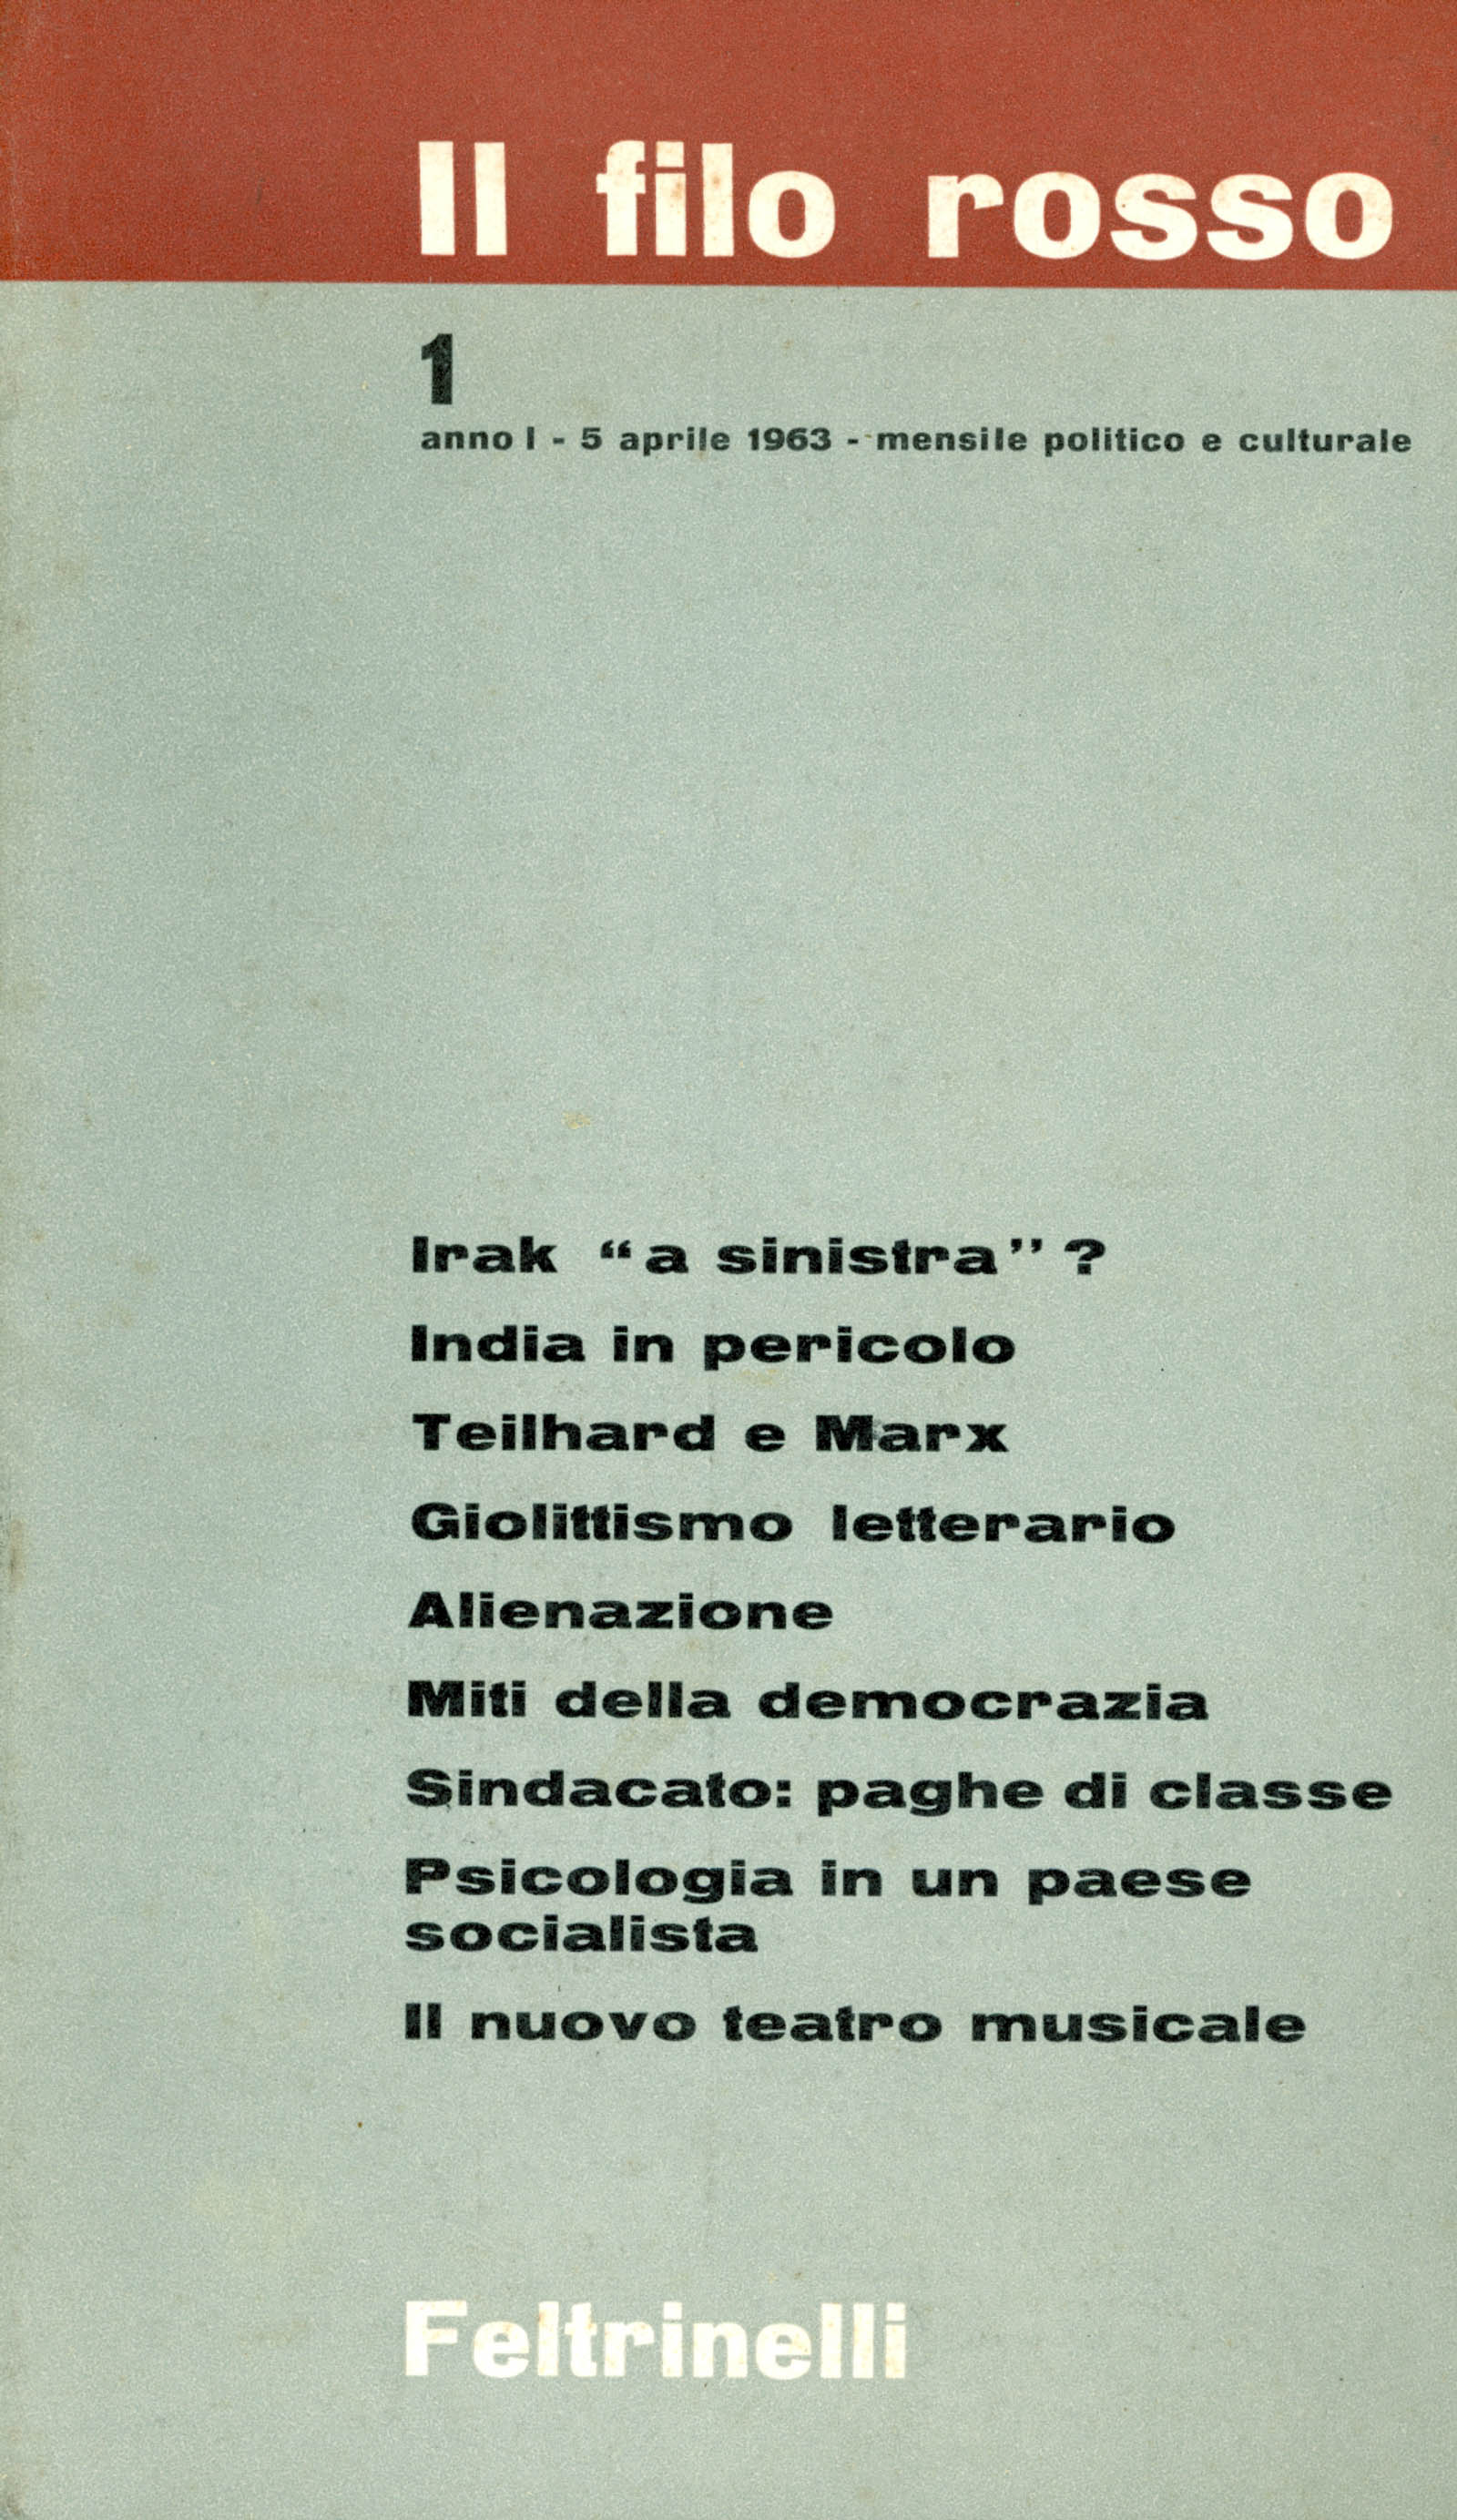 Il filo rosso
1
anno I - 5 aprile 1963 - mensile politico e culturale
Irak “a sinistra”?
India in pericolo
Teilhard e Marx
Giolittismo letterario
Alienazione
Miti della democrazia
Sindacato: paghe di classe
Psicologia in un paese
socialista
Il nuovo teatro musicale
Feltrinelli